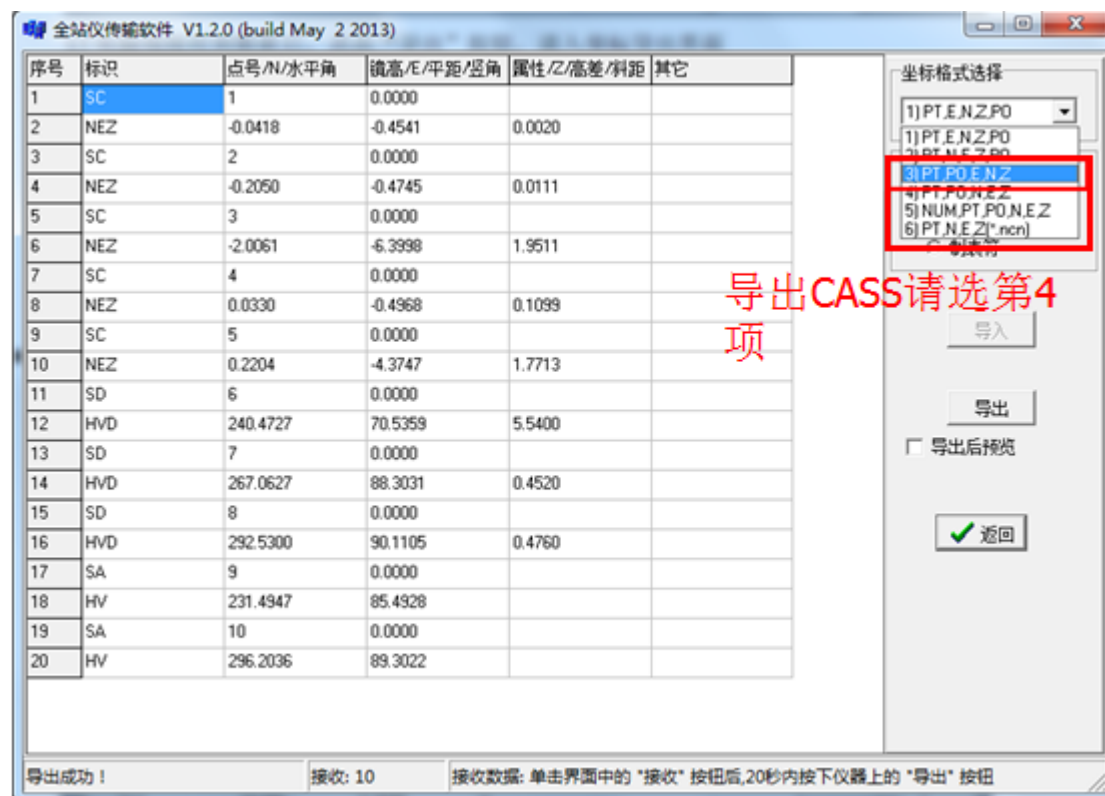 全站仪传输软件 V1.2.0 (build May 2 2013)
序号 标识 点号/N/水平角 镜高/E/平距/竖角 属性/Z/高差/斜距 其它
1 SC 1 0.0000
2 NEZ -0.0418 -0.4541 0.0020
3 SC 2 0.0000
4 NEZ -0.2050 -0.4745 0.0111
5 SC 3 0.0000
6 NEZ -2.0061 -6.3998 1.9511
7 SC 4 0.0000
8 NEZ 0.0330 -0.4968 0.1099
9 SC 5 0.0000
10 NEZ 0.2204 -4.3747 1.7713
11 SD 6 0.0000
12 HVD 240.4727 70.5359 5.5400
13 SD 7 0.0000
14 HVD 267.0627 88.3031 0.4520
15 SD 8 0.0000
16 HVD 292.5300 90.1105 0.4760
17 SA 9 0.0000
18 HV 231.4947 85.4928
19 SA 10 0.0000
20 HV 296.2036 89.3022
坐标格式选择
1) PT,E,N,Z,PO
1) PT,E,N,Z,PO
2) PT,N,E,Z,PO
3) PT,PO,E,N,Z
4) PT,PO,N,E,Z
5) NUM,PT,PO,N,E,Z
6) PT,N,E,Z(*.ncn)
制表符
导出CASS请选第4
项
导入
导出
导出后预览
返回
导出成功！ 接收: 10 接收数据: 单击界面中的 "接收" 按钮后,20秒内按下仪器上的 "导出" 按钮